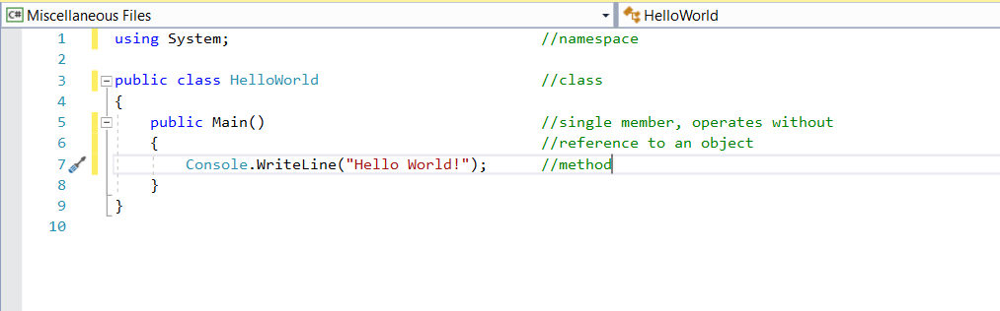 C# Miscellaneous Files HelloWorld
1 using System; //namespace
2
3 public class HelloWorld //class
4 {
5 public Main() //single member, operates without
6 { //reference to an object
7 Console.WriteLine("Hello World!"); //method
8 }
9 }
10